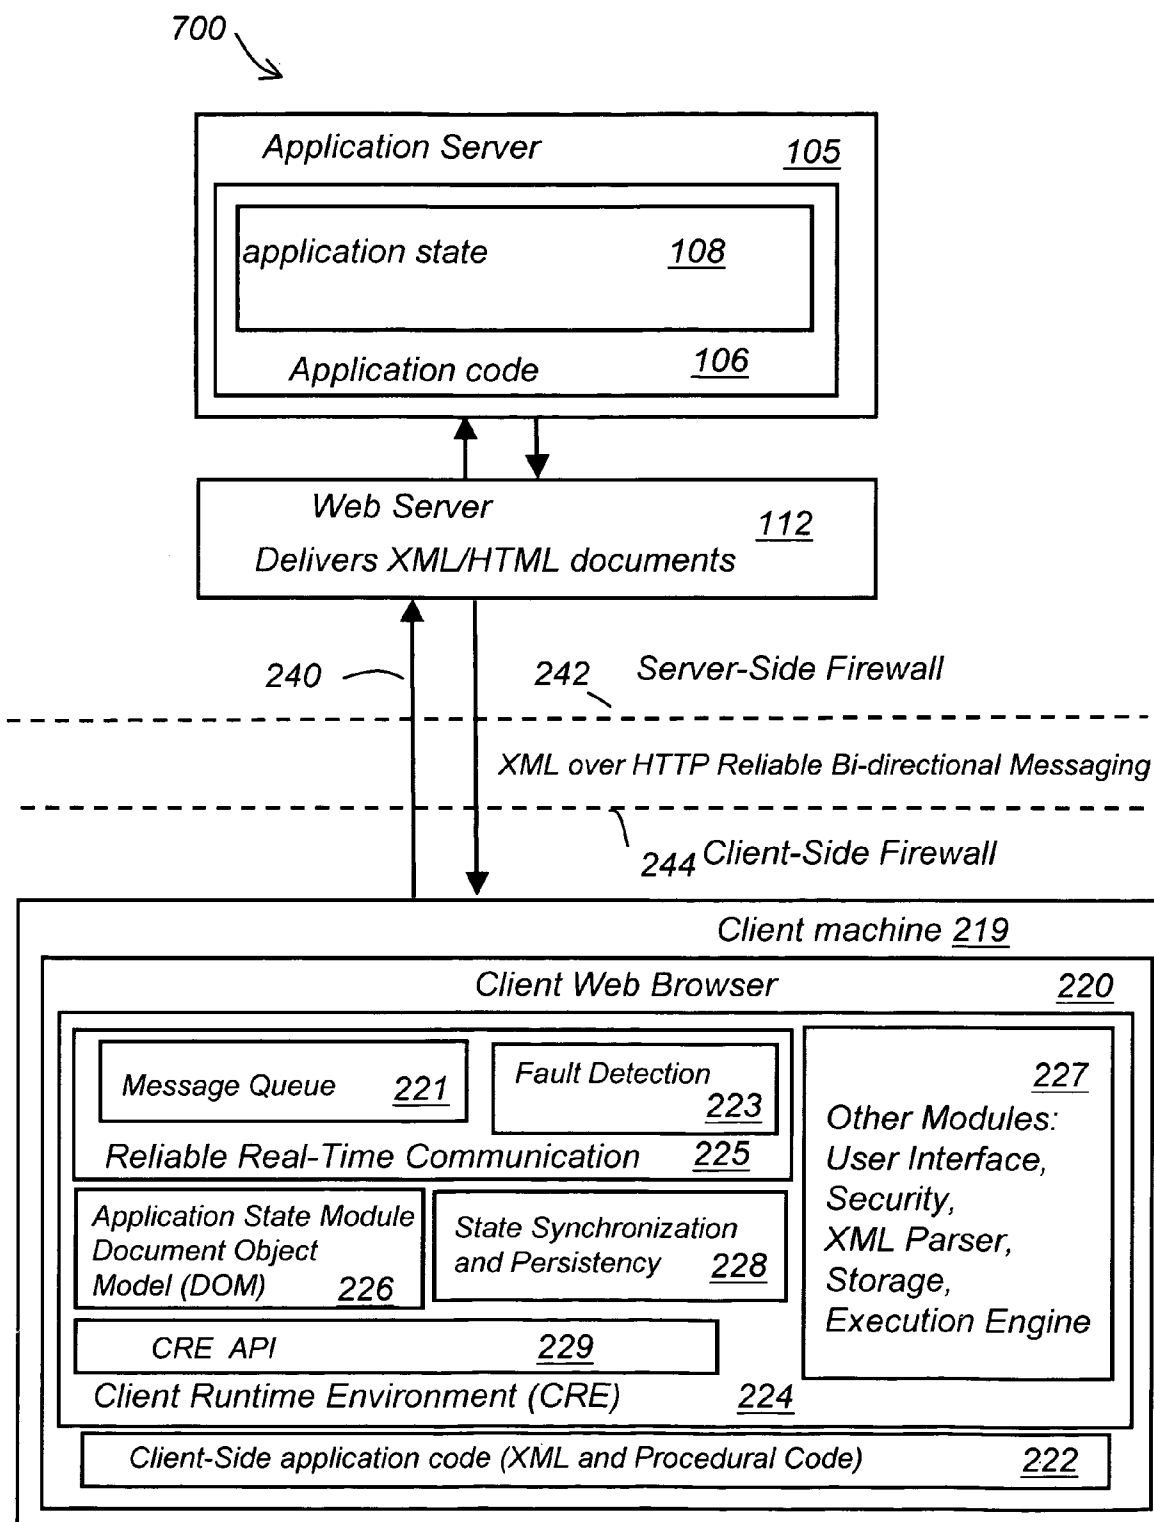 700
Application Server 105
application state 108
Application code 106
Web Server 112
Delivers XML/HTML documents
240
242 Server-Side Firewall
XML over HTTP Reliable Bi-directional Messaging
244 Client-Side Firewall
Client machine 219
Client Web Browser 220
Message Queue 221
Fault Detection
223
Reliable Real-Time Communication 225
Application State Module
Document Object
Model (DOM) 226
State Synchronization
and Persistency 228
227
Other Modules:
User Interface,
Security,
XML Parser,
Storage,
Execution Engine
CRE API 229
Client Runtime Environment (CRE) 224
Client-Side application code (XML and Procedural Code) 222